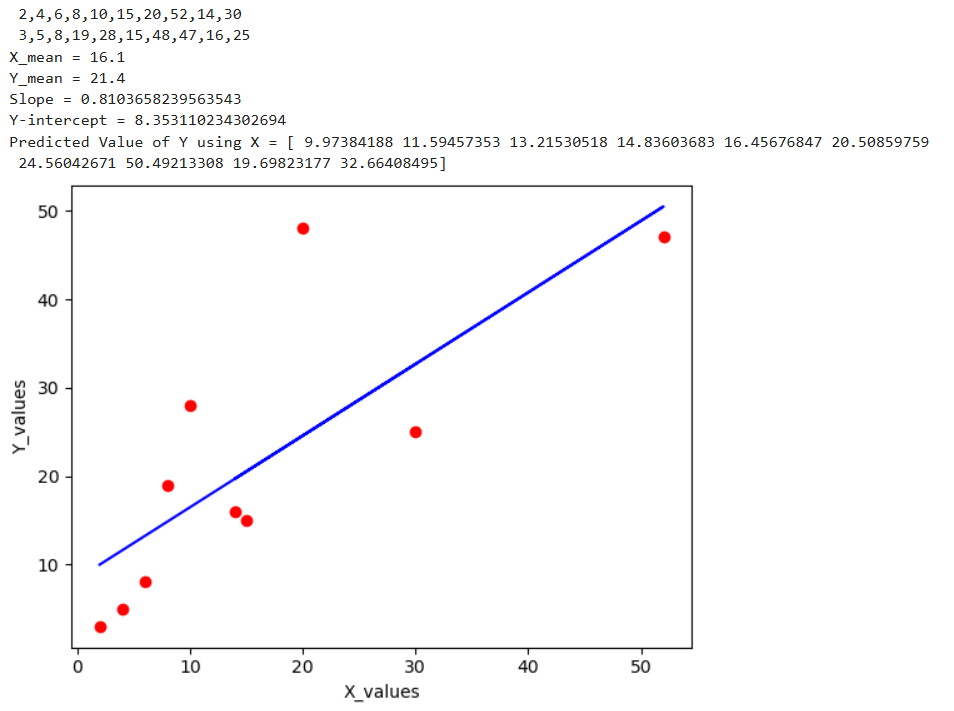 2,4,6,8,10,15,20,52,14,30
3,5,8,19,28,15,48,47,16,25
X_mean = 16.1
Y_mean = 21.4
Slope = 0.8103658239563543
Y-intercept = 8.353110234302694
Predicted Value of Y using X = [ 9.97384188 11.59457353 13.21530518 14.83603683 16.45676847 20.50859759
24.56042671 50.49213308 19.69823177 32.66408495]
50
40
30
20
10
Y_values
0 10 20 30 40 50
X_values